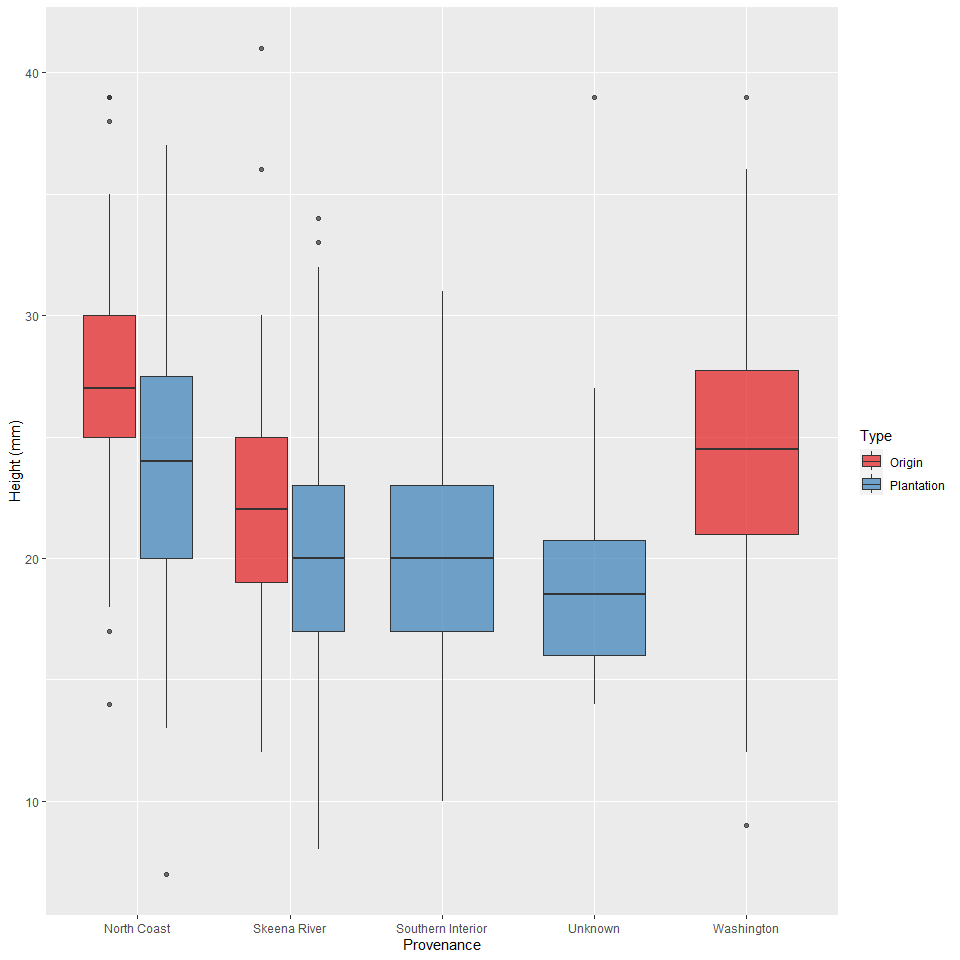 Height (mm)
40
30
20
10
North Coast
Skeena River
Southern Interior
Unknown
Washington
Provenance
Type
Origin
Plantation